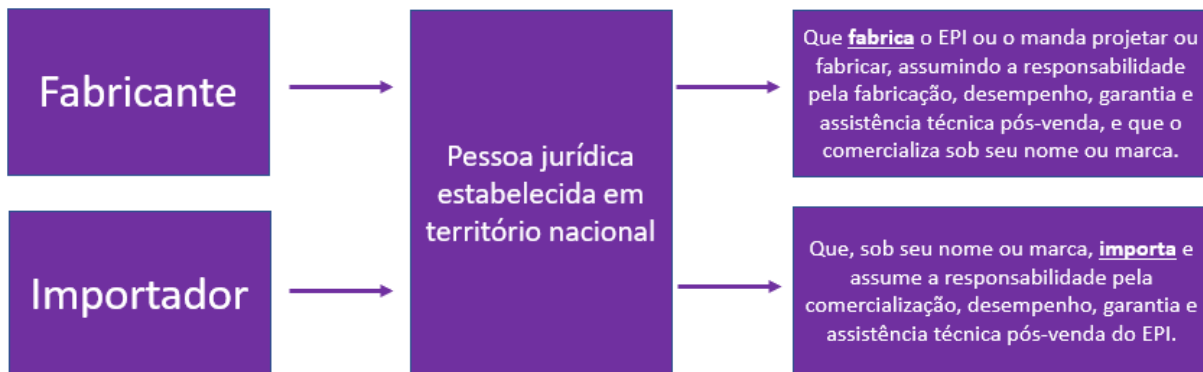 Fabricante
Importador
Pessoa jurídica
estabelecida em
território nacional
Que fabrica o EPI ou o manda projetar ou
fabricar, assumindo a responsabilidade
pela fabricação, desempenho, garantia e
assistência técnica pós-venda, e que o
comercializa sob seu nome ou marca.
Que, sob seu nome ou marca, importa e
assume a responsabilidade pela
comercialização, desempenho, garantia e
assistência técnica pós-venda do EPI.